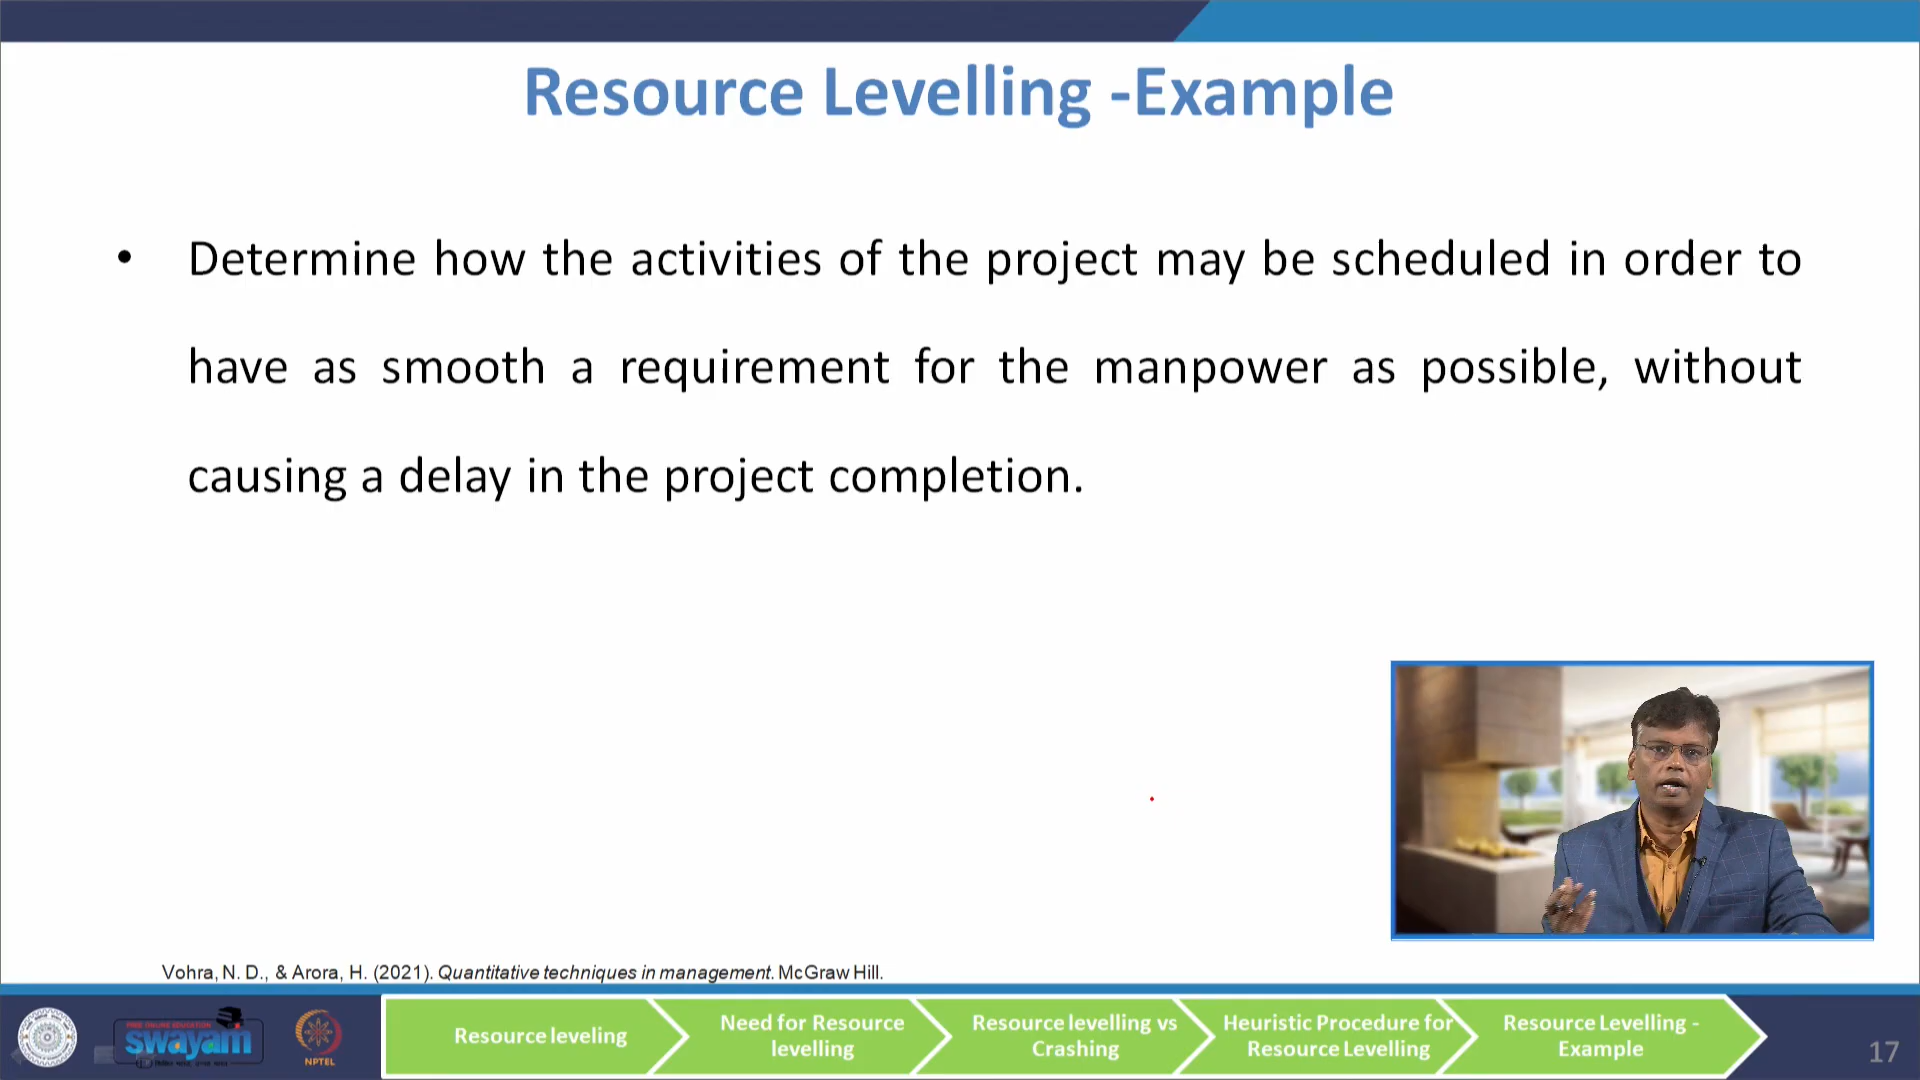 Resource Levelling -Example
• Determine how the activities of the project may be scheduled in order to
have as smooth a requirement for the manpower as possible, without
causing a delay in the project completion.
Vohra, N. D., & Arora, H. (2021). Quantitative techniques in management. McGraw Hill.
FREE ONLINE EDUCATION
swayam
NPTEL
Resource leveling
Need for Resource
levelling
Resource levelling vs
Crashing
Heuristic Procedure for
Resource Levelling
Resource Levelling -
Example
17